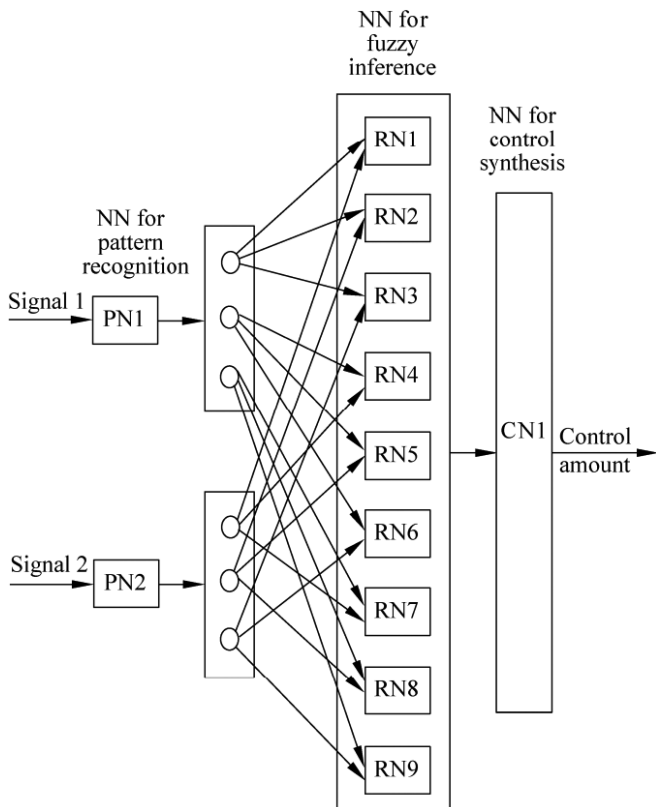 NN for
fuzzy
inference
NN for
control
synthesis
NN for
pattern
recognition
Signal 1
PN1
Signal 2
PN2
RN1
RN2
RN3
RN4
RN5
RN6
RN7
RN8
RN9
CN1
Control
amount